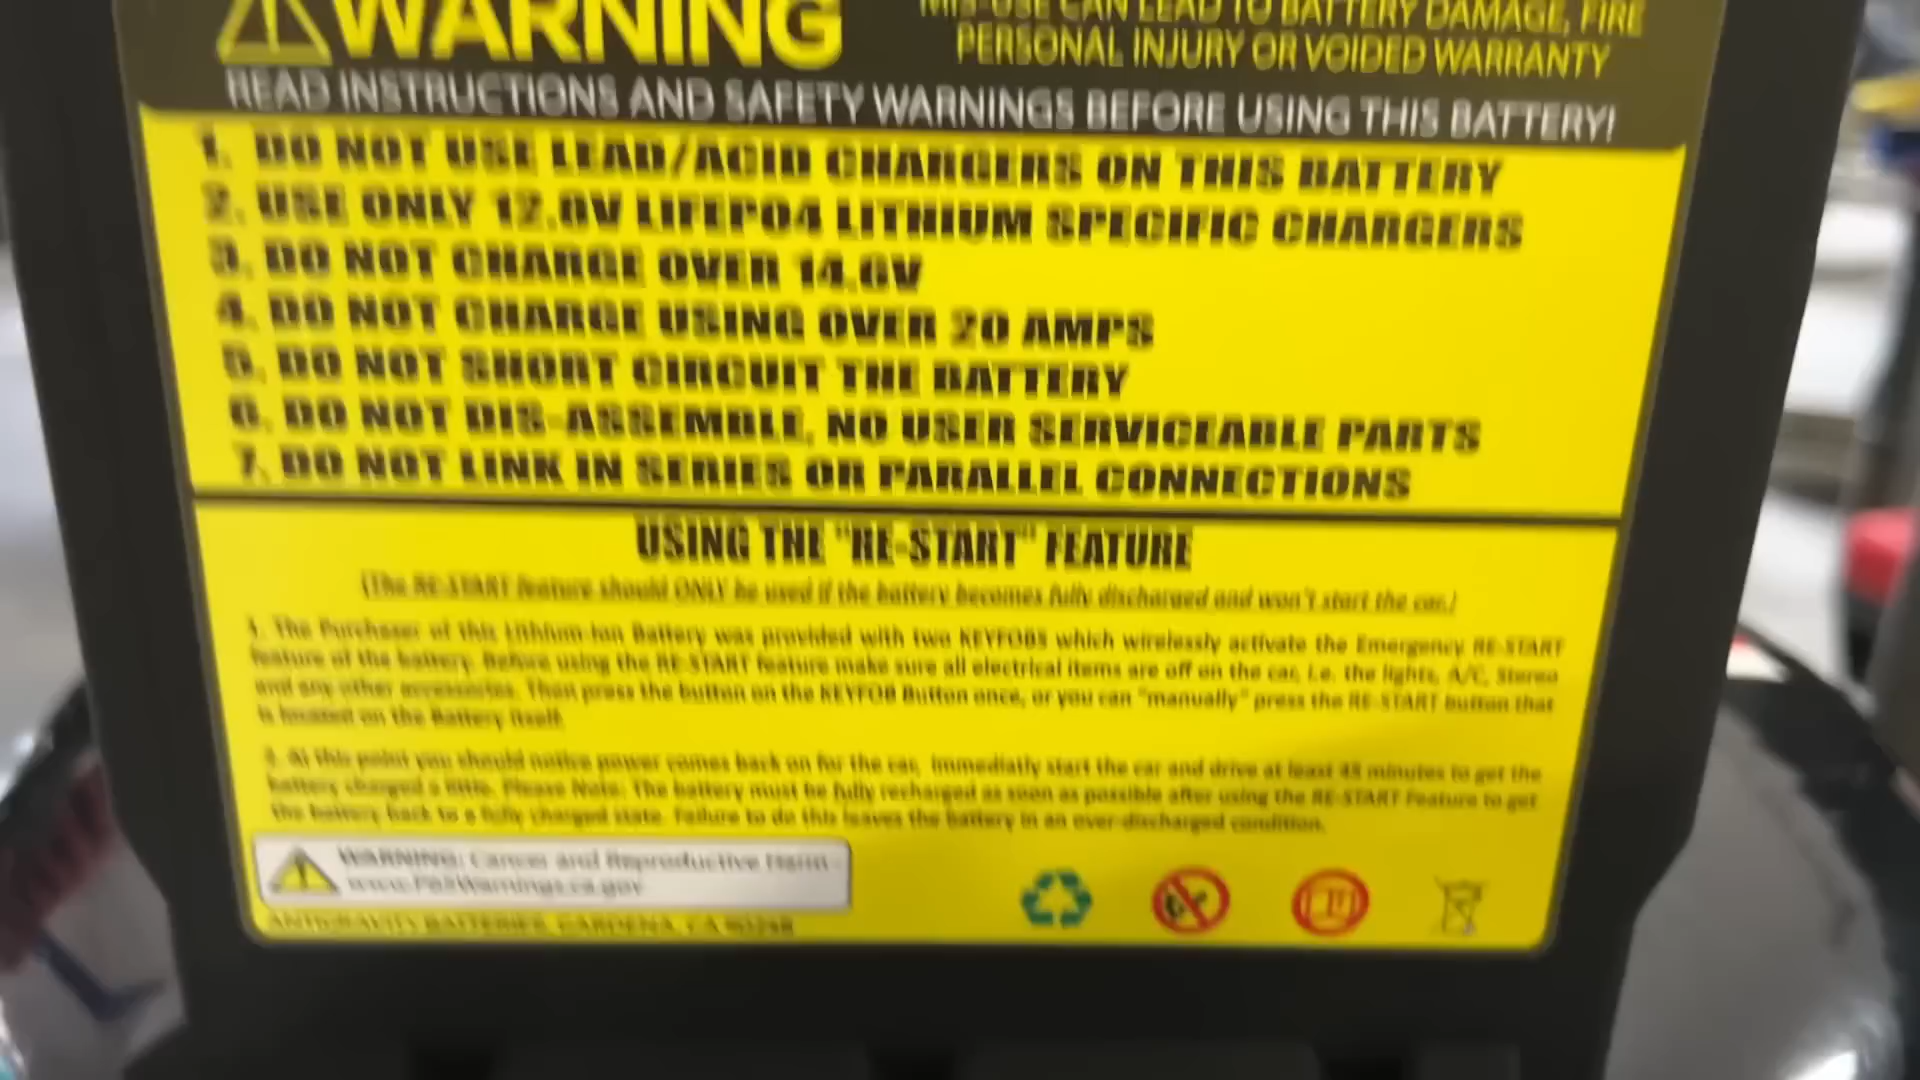 WARNING
MIS-USE CAN LEAD TO BATTERY DAMAGE, FIRE
PERSONAL INJURY OR VOIDED WARRANTY
READ INSTRUCTIONS AND SAFETY WARNINGS BEFORE USING THIS BATTERY!
1. DO NOT USE LEAD/ACID CHARGERS ON THIS BATTERY
2. USE ONLY LIFEPO4 LITHIUM SPECIFIC CHARGERS
3. DO NOT CHARGE OVER 14.6V
4. DO NOT CHARGE USING OVER 20 AMPS
5. DO NOT SHORT CIRCUIT THE BATTERY
6. DO NOT DIS-ASSEMBLE, NO USER SERVICEABLE PARTS
7. DO NOT LINK IN SERIES OR PARALLEL CONNECTIONS
USING THE "RE-START" FEATURE
(The RE-START feature should ONLY be used if the battery becomes fully discharged and won't start the car.)
1. The Purchaser of this Lithium-Ion Battery was provided with two KEYFOBS which wirelessly activate the Emergency RE-START
feature of the battery. Before using the RE-START feature make sure all electrical items are off on the car, i.e. the lights, A/C, Stereo
and any other accessories. Then press the button on the KEYFOB Button once, or you can "manually" press the RE-START button that
is located on the Battery itself.
2. At this point you should notice power comes back on for the car, immediatly start the car and drive at least 45 minutes to get the
battery charged a little. Please Note: The battery must be fully recharged as soon as possible after using the RE-START Feature to get
the battery back to a fully charged state. Failure to do this leaves the battery in an over-discharged condition.
WARNING: Cancer and Reproductive Harm -
www.P65Warnings.ca.gov
ANTIGRAVITY BATTERIES, GARDENA, CA 90248